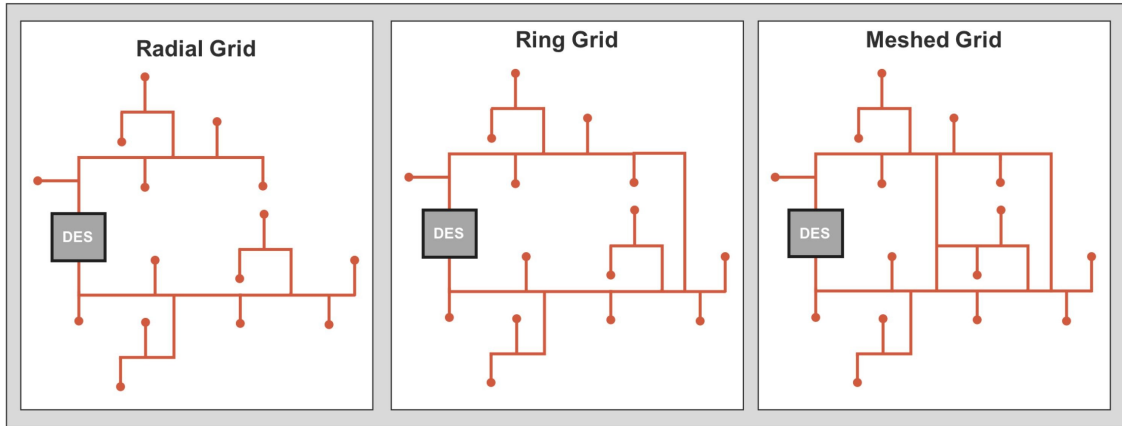 Radial Grid
Ring Grid
Meshed Grid
DES
DES
DES